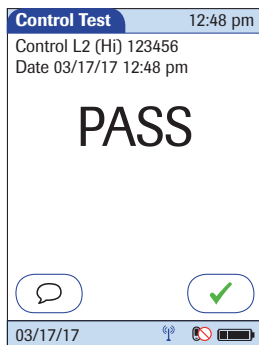 Control Test 12:48 pm
Control L2 (Hi) 123456
Date 03/17/17 12:48 pm
PASS
03/17/17